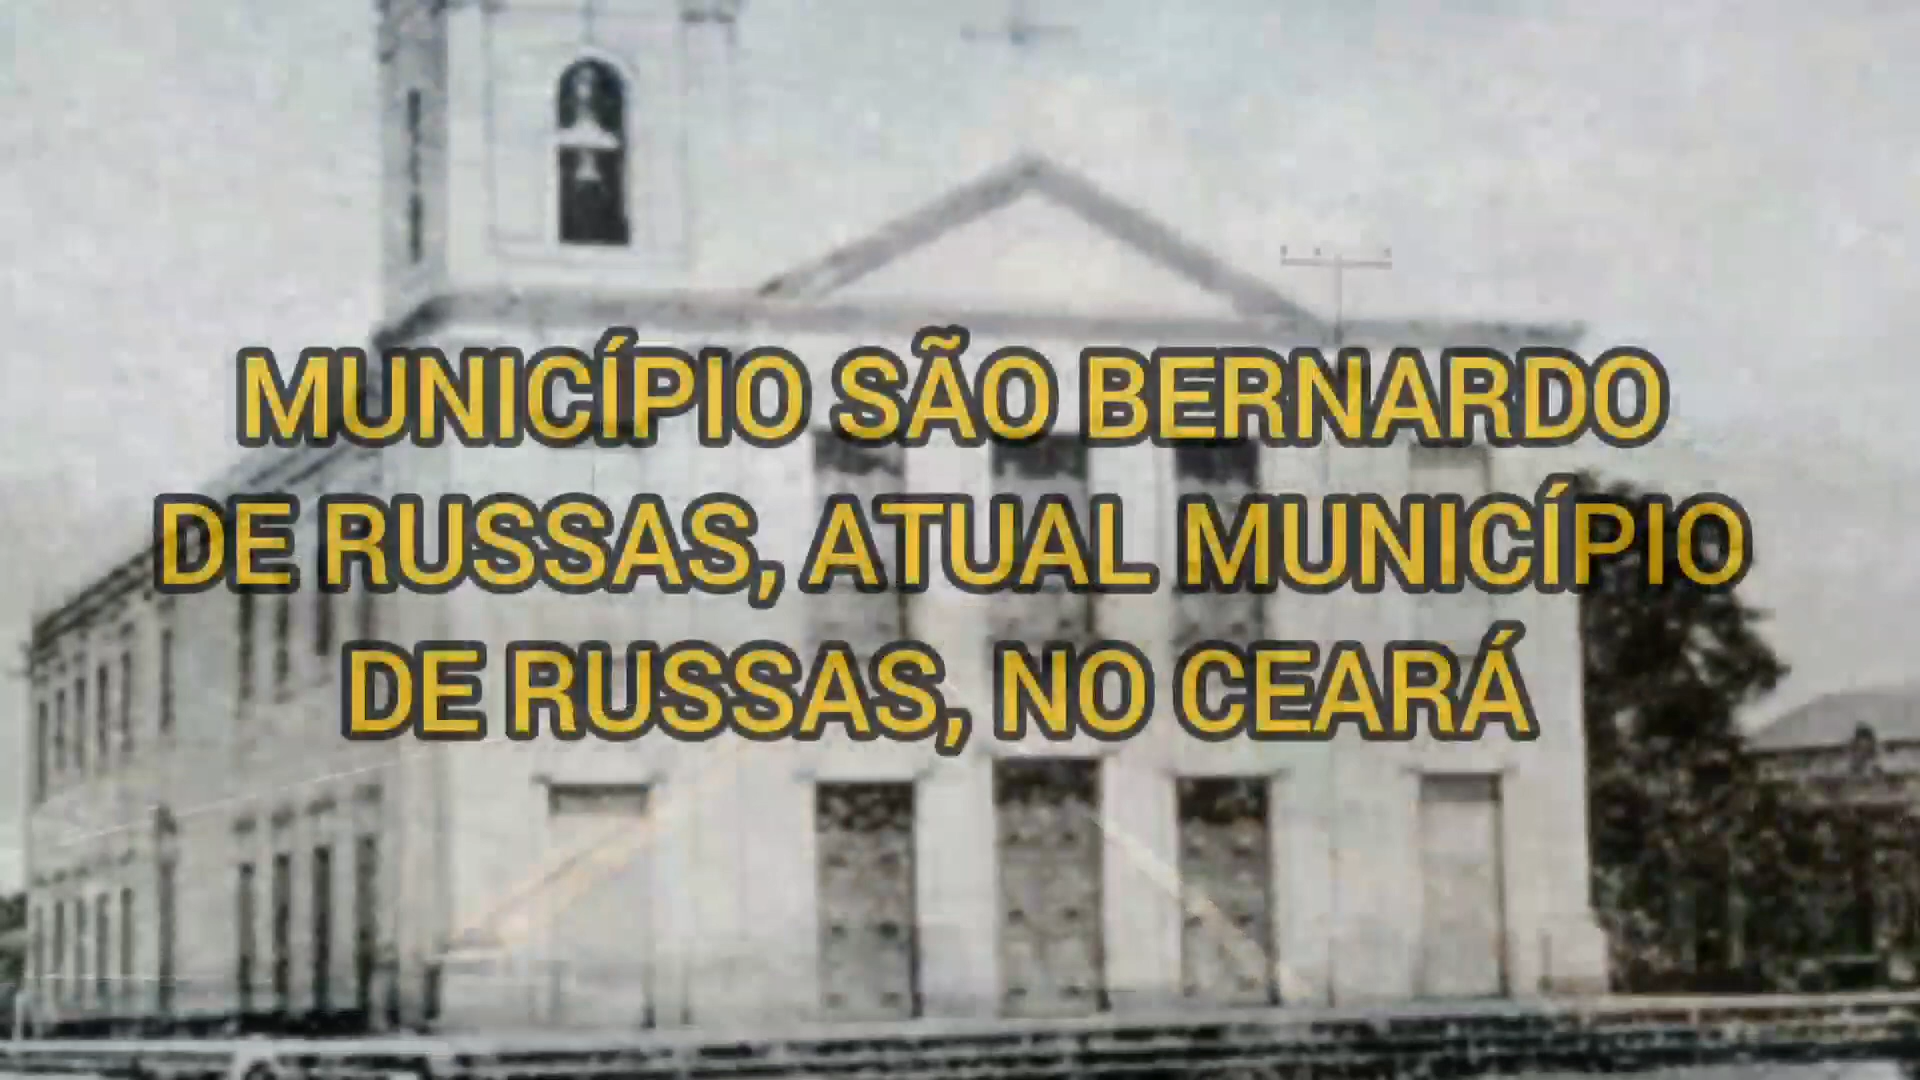 MUNICÍPIO SÃO BERNARDO
DE RUSSAS, ATUAL MUNICÍPIO
DE RUSSAS, NO CEARÁ